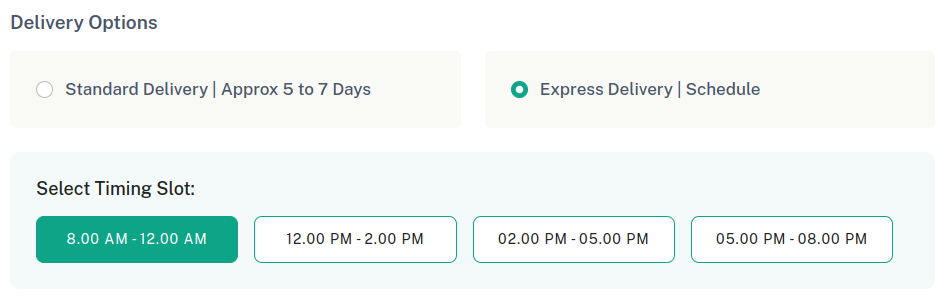 Delivery Options
Standard Delivery | Approx 5 to 7 Days
Express Delivery | Schedule
Select Timing Slot:
8.00 AM - 12.00 AM
12.00 PM - 2.00 PM
02.00 PM - 05.00 PM
05.00 PM - 08.00 PM